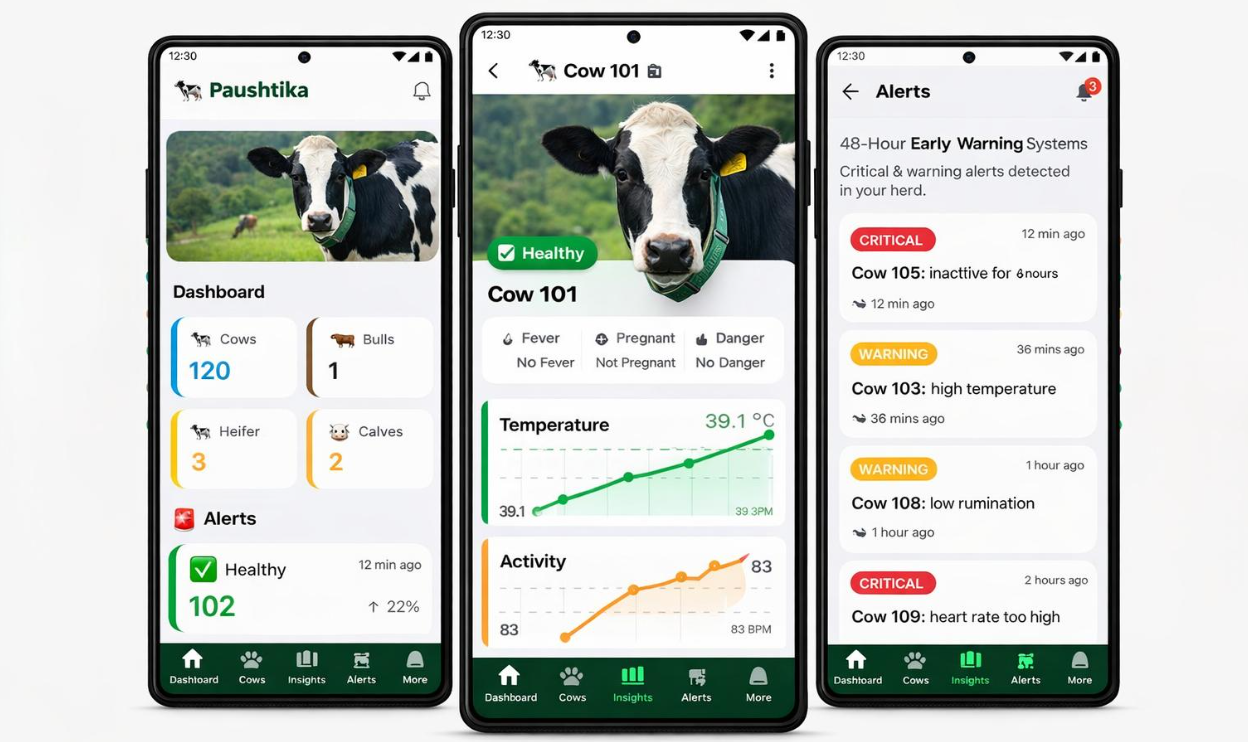 12:30
Paushtika
Dashboard
Cows
120
Bulls
1
Heifer
3
Calves
2
Alerts
Healthy
12 min ago
102
↑ 22%
Dashboard
Cows
Insights
Alerts
More
12:30
Cow 101
Healthy
Cow 101
Fever
No Fever
Pregnant
Not Pregnant
Danger
No Danger
Temperature
39.1 °C
39.1
39 3PM
Activity
83
83
83 BPM
Dashboard
Cows
Insights
Alerts
More
12:30
Alerts
3
48-Hour Early Warning Systems
Critical & warning alerts detected
in your herd.
CRITICAL
12 min ago
Cow 105: inacttive for 6nours
12 min ago
WARNING
36 mins ago
Cow 103: high temperature
36 mins ago
WARNING
1 hour ago
Cow 108: low rumination
1 hour ago
CRITICAL
2 hours ago
Cow 109: heart rate too high
Dashboard
Cows
Insights
Alerts
More